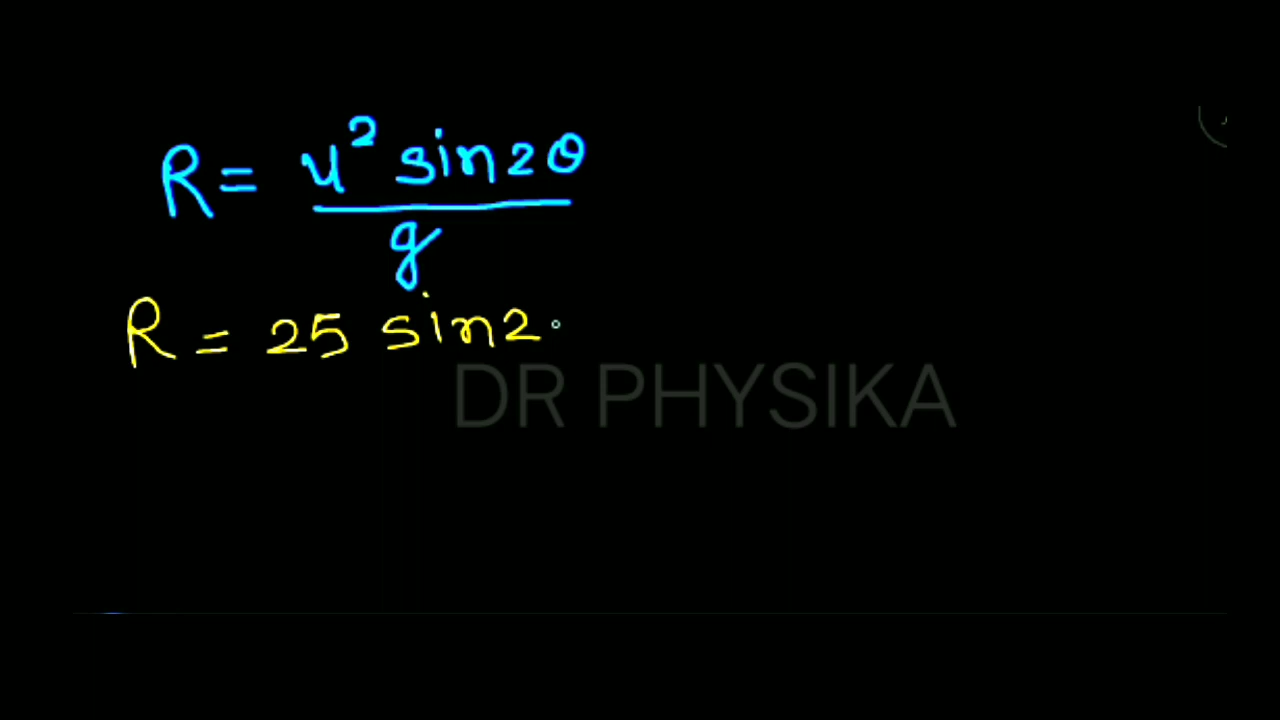 R = u² sin2θ / g
R = 25 sin2
DR PHYSIKA